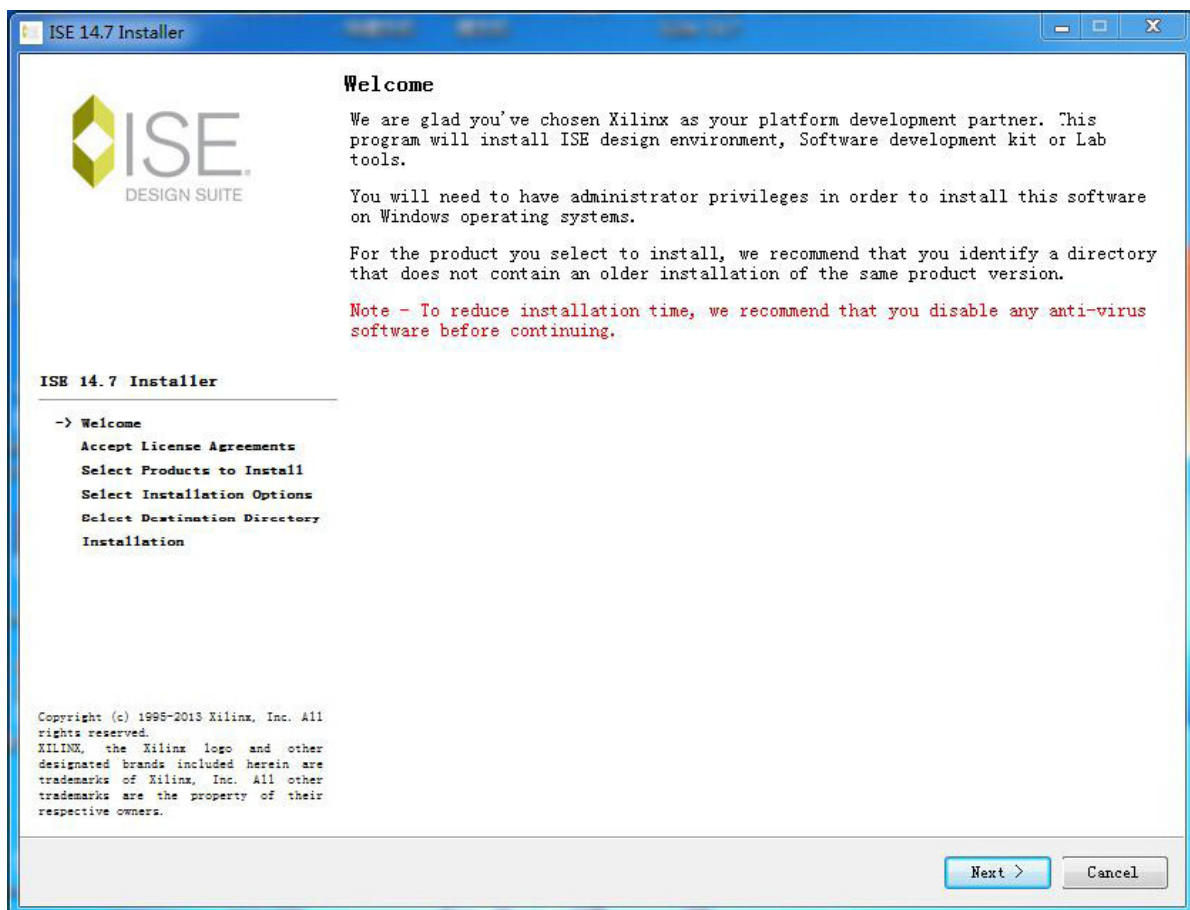 ISE 14.7 Installer
ISE.
DESIGN SUITE
Welcome
We are glad you've chosen Xilinx as your platform development partner. This
program will install ISE design environment, Software development kit or Lab
tools.
You will need to have administrator privileges in order to install this software
on Windows operating systems.
For the product you select to install, we recommend that you identify a directory
that does not contain an older installation of the same product version.
Note - To reduce installation time, we recommend that you disable any anti-virus
software before continuing.
ISE 14.7 Installer
-> Welcome
Accept License Agreements
Select Products to Install
Select Installation Options
Select Destination Directory
Installation
Copyright (c) 1995-2013 Xilinx, Inc. All
rights reserved.
XILINX, the Xilinx logo and other
designated brands included herein are
trademarks of Xilinx, Inc. All other
trademarks are the property of their
respective owners.
Next >
Cancel